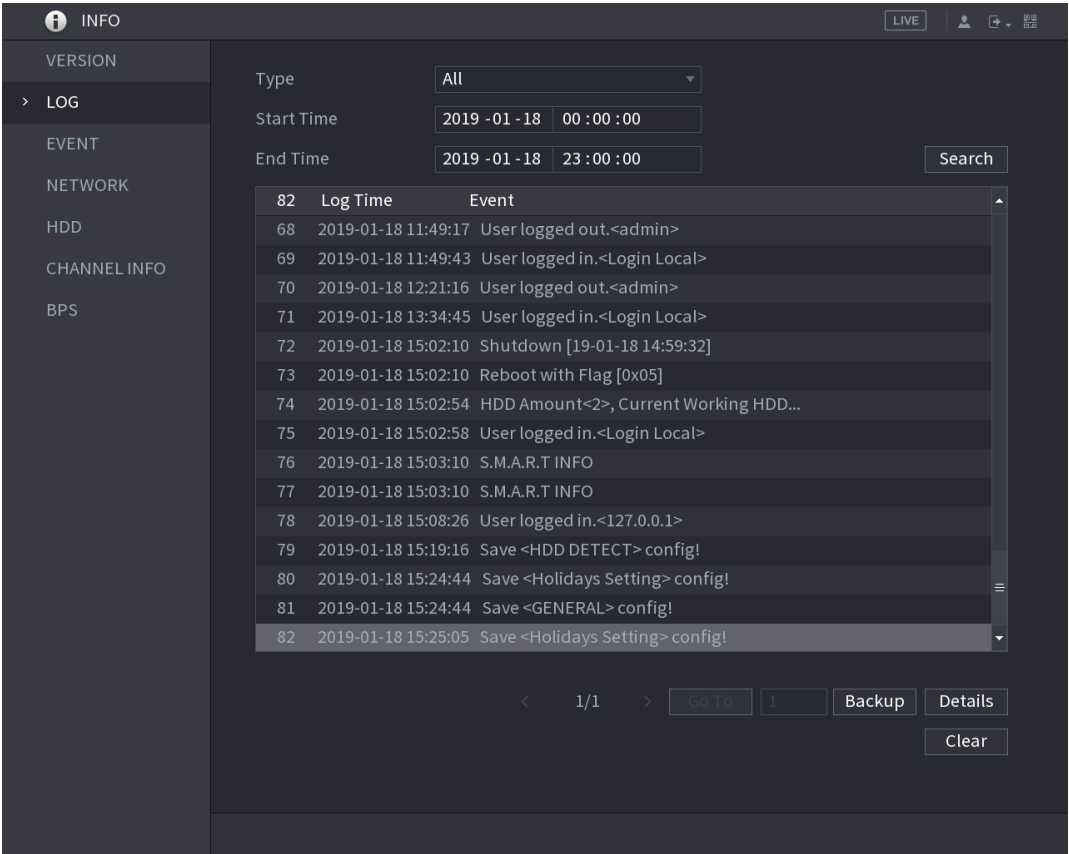 INFO
LIVE
VERSION
LOG
EVENT
NETWORK
HDD
CHANNEL INFO
BPS
Type All
Start Time 2019 -01 -18 00 : 00 : 00
End Time 2019 -01 -18 23 : 00 : 00
Search
82 Log Time Event
68 2019-01-18 11:49:17 User logged out.<admin>
69 2019-01-18 11:49:43 User logged in.<Login Local>
70 2019-01-18 12:21:16 User logged out.<admin>
71 2019-01-18 13:34:45 User logged in.<Login Local>
72 2019-01-18 15:02:10 Shutdown [19-01-18 14:59:32]
73 2019-01-18 15:02:10 Reboot with Flag [0x05]
74 2019-01-18 15:02:54 HDD Amount<2>, Current Working HDD...
75 2019-01-18 15:02:58 User logged in.<Login Local>
76 2019-01-18 15:03:10 S.M.A.R.T INFO
77 2019-01-18 15:03:10 S.M.A.R.T INFO
78 2019-01-18 15:08:26 User logged in.<127.0.0.1>
79 2019-01-18 15:19:16 Save <HDD DETECT> config!
80 2019-01-18 15:24:44 Save <Holidays Setting> config!
81 2019-01-18 15:24:44 Save <GENERAL> config!
82 2019-01-18 15:25:05 Save <Holidays Setting> config!
1/1 Go To 1 Backup Details
Clear